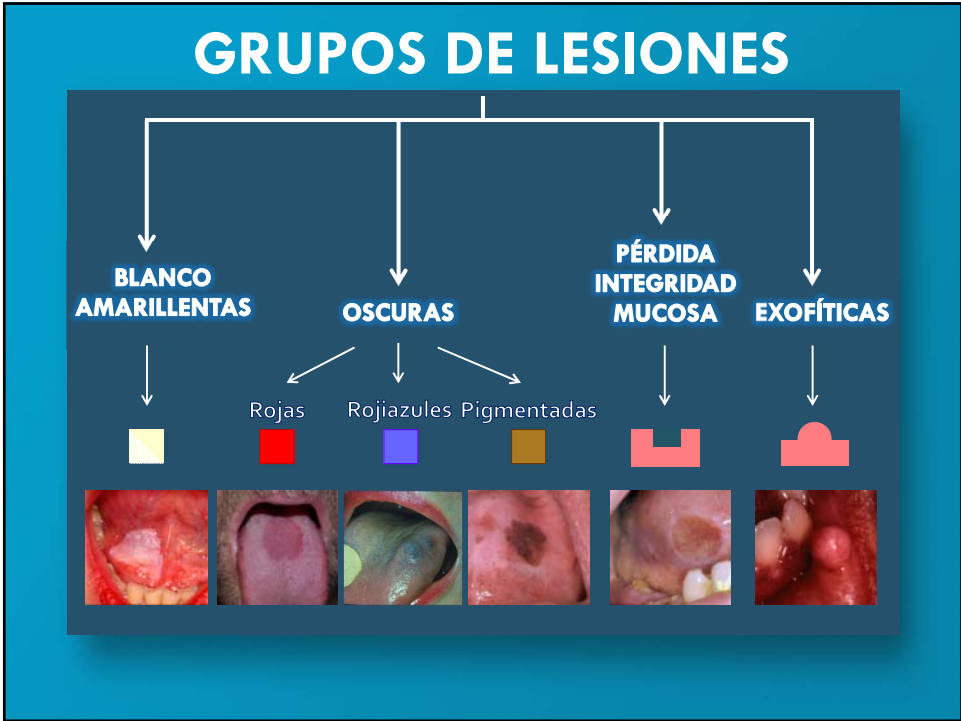 GRUPOS DE LESIONES
BLANCO
AMARILLENTAS
OSCURAS
PÉRDIDA
INTEGRIDAD
MUCOSA
EXOFÍTICAS
Rojas
Rojiazules
Pigmentadas